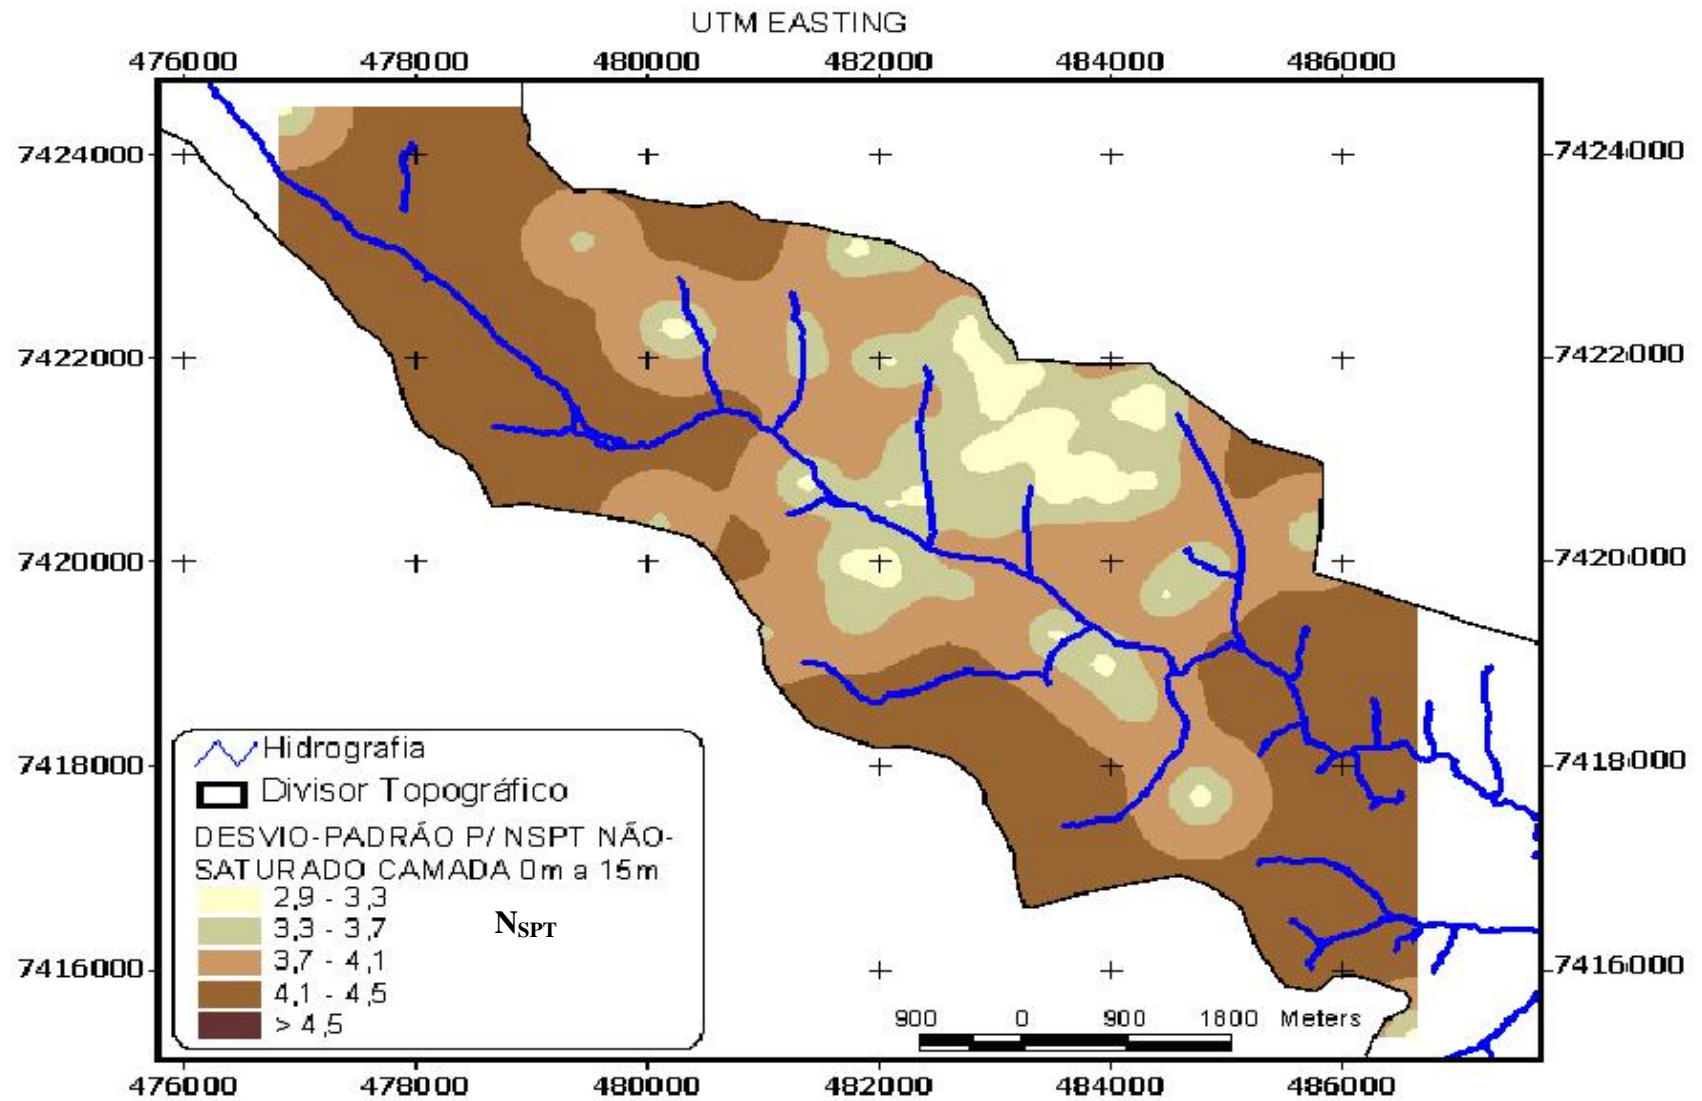 UTM EASTING
476000 478000 480000 482000 484000 486000
7424000 7424000
7422000 7422000
7420000 7420000
7418000 7418000
7416000 7416000
Hidrografia
Divisor Topográfico
DESVIO-PADRÃO P/ NSPT NÃO-
SATURADO CAMADA 0m a 15m
2,9 - 3,3
3,3 - 3,7
3,7 - 4,1
4,1 - 4,5
> 4,5
NSPT
900 0 900 1800 Meters
476000 478000 480000 482000 484000 486000